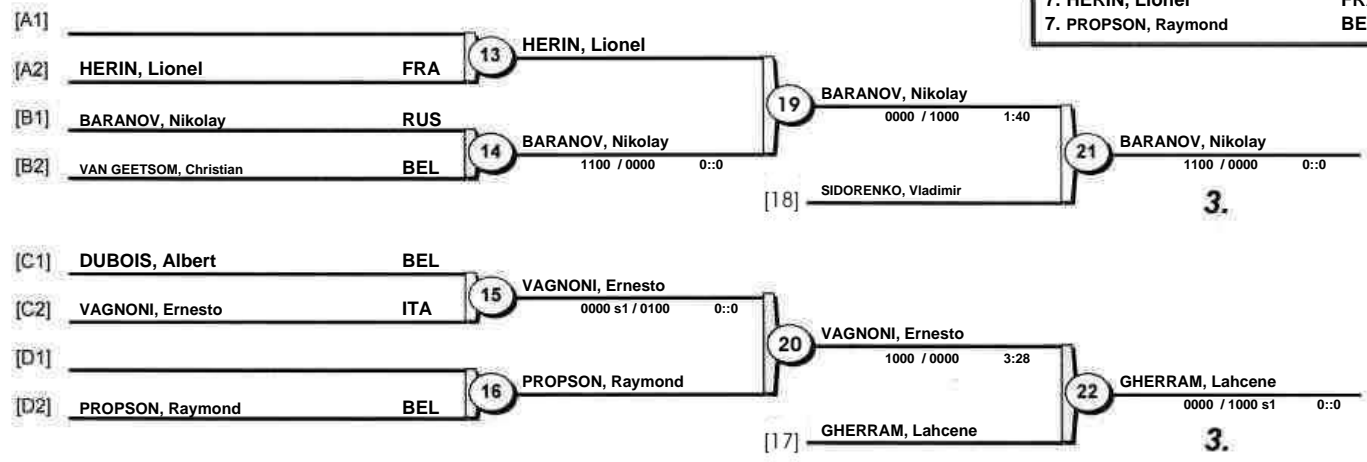 7. HERIN, Lionel
7. PROPSON, Raymond BE
[A1]
[A2] HERIN, Lionel FRA
13 HERIN, Lionel
[B1] BARANOV, Nikolay RUS
[B2] VAN GEETSOM, Christian BEL
14 BARANOV, Nikolay
1100 / 0000 0::0
19 BARANOV, Nikolay
0000 / 1000 1:40
[18] SIDORENKO, Vladimir
21 BARANOV, Nikolay
1100 / 0000 0::0
3.
[C1] DUBOIS, Albert BEL
[C2] VAGNONI, Ernesto ITA
15 VAGNONI, Ernesto
0000 s1 / 0100 0::0
[D1]
[D2] PROPSON, Raymond BEL
16 PROPSON, Raymond
20 VAGNONI, Ernesto
1000 / 0000 3:28
[17] GHERRAM, Lahcene
22 GHERRAM, Lahcene
0000 / 1000 s1 0::0
3.